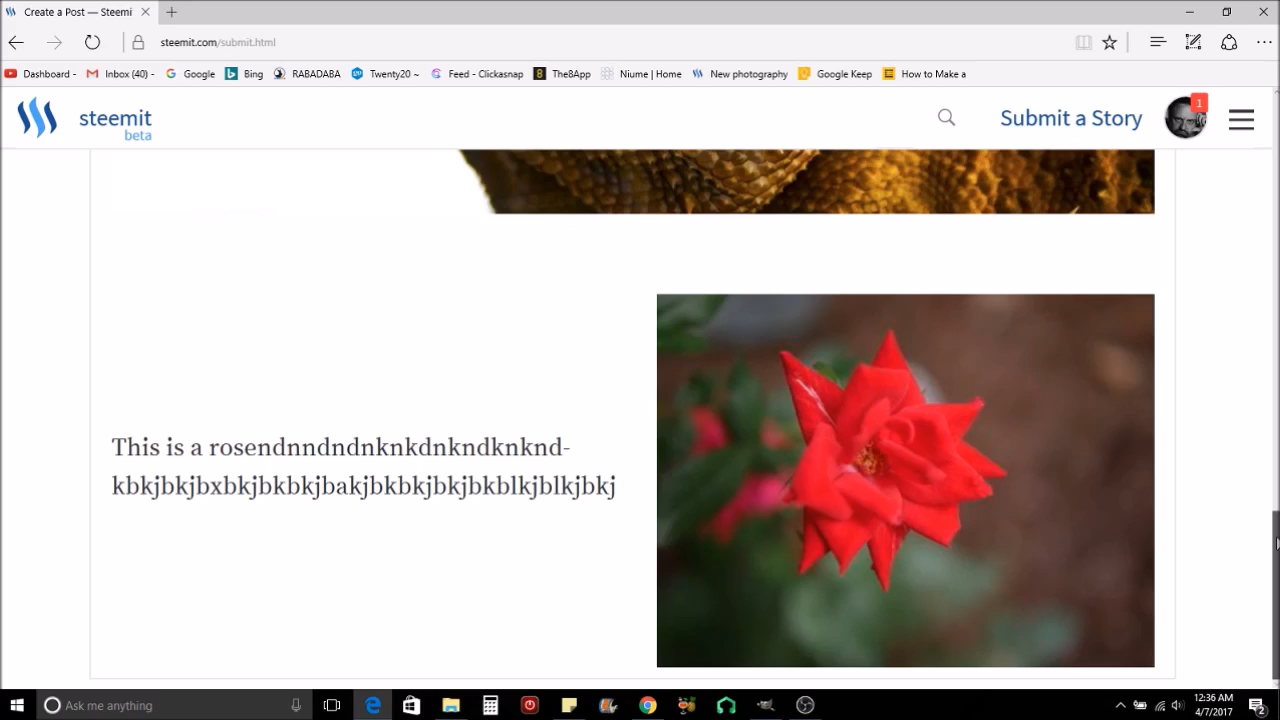 Create a Post — Steemi
steemit.com/submit.html
Dashboard - Inbox (40) - Google Bing RABADABA Twenty20 ~ Feed - Clickasnap The8App Niume | Home New photography Google Keep How to Make a
steemit
beta
Submit a Story
1
This is a rosendnndndnknkdnkndknknd-
kbkjbkjbxbkjbkbkjbakjbkbkjbkjbkblkjblkjbkj
Ask me anything
12:36 AM
4/7/2017
2